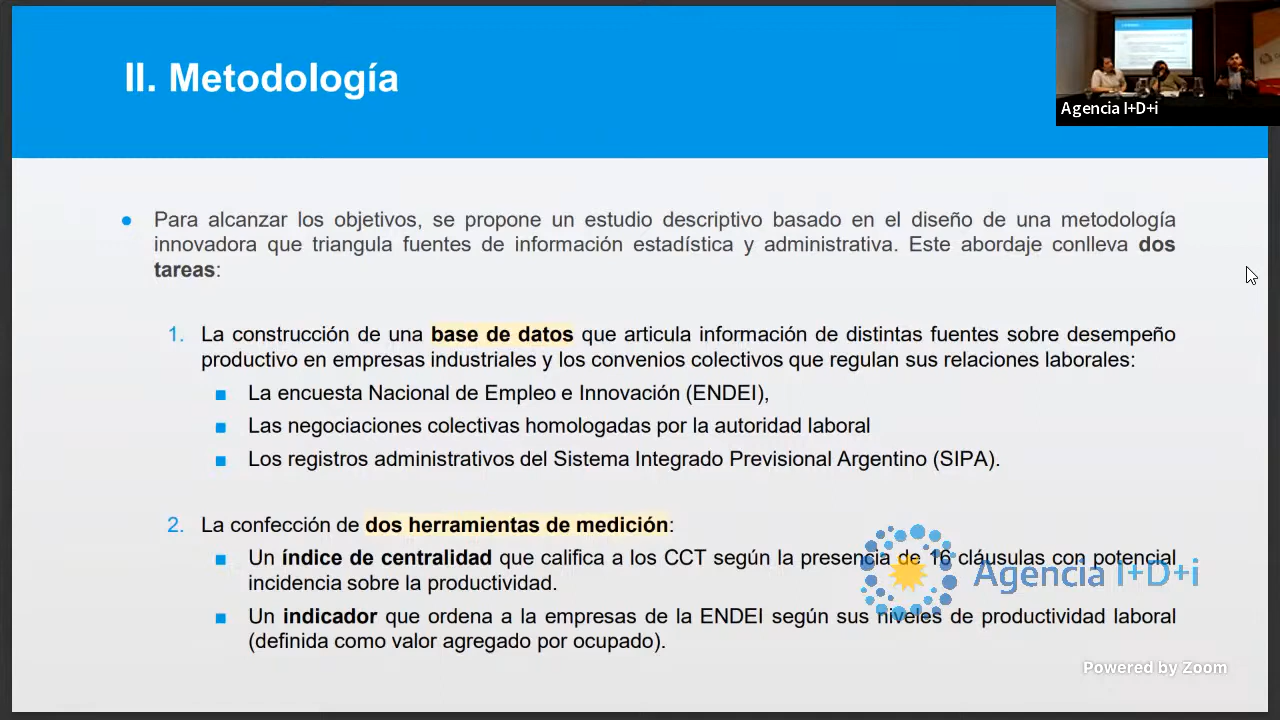 II. Metodología
Agencia I+D+i
Para alcanzar los objetivos, se propone un estudio descriptivo basado en el diseño de una metodología
innovadora que triangula fuentes de información estadística y administrativa. Este abordaje conlleva dos
tareas:
1. La construcción de una base de datos que articula información de distintas fuentes sobre desempeño
productivo en empresas industriales y los convenios colectivos que regulan sus relaciones laborales:
La encuesta Nacional de Empleo e Innovación (ENDEI),
Las negociaciones colectivas homologadas por la autoridad laboral
Los registros administrativos del Sistema Integrado Previsional Argentino (SIPA).
2. La confección de dos herramientas de medición:
Un índice de centralidad que califica a los CCT según la presencia de 16 cláusulas con potencial
incidencia sobre la productividad.
Un indicador que ordena a la empresas de la ENDEI según sus niveles de productividad laboral
(definida como valor agregado por ocupado).
Agencia I+D+i
Powered by Zoom